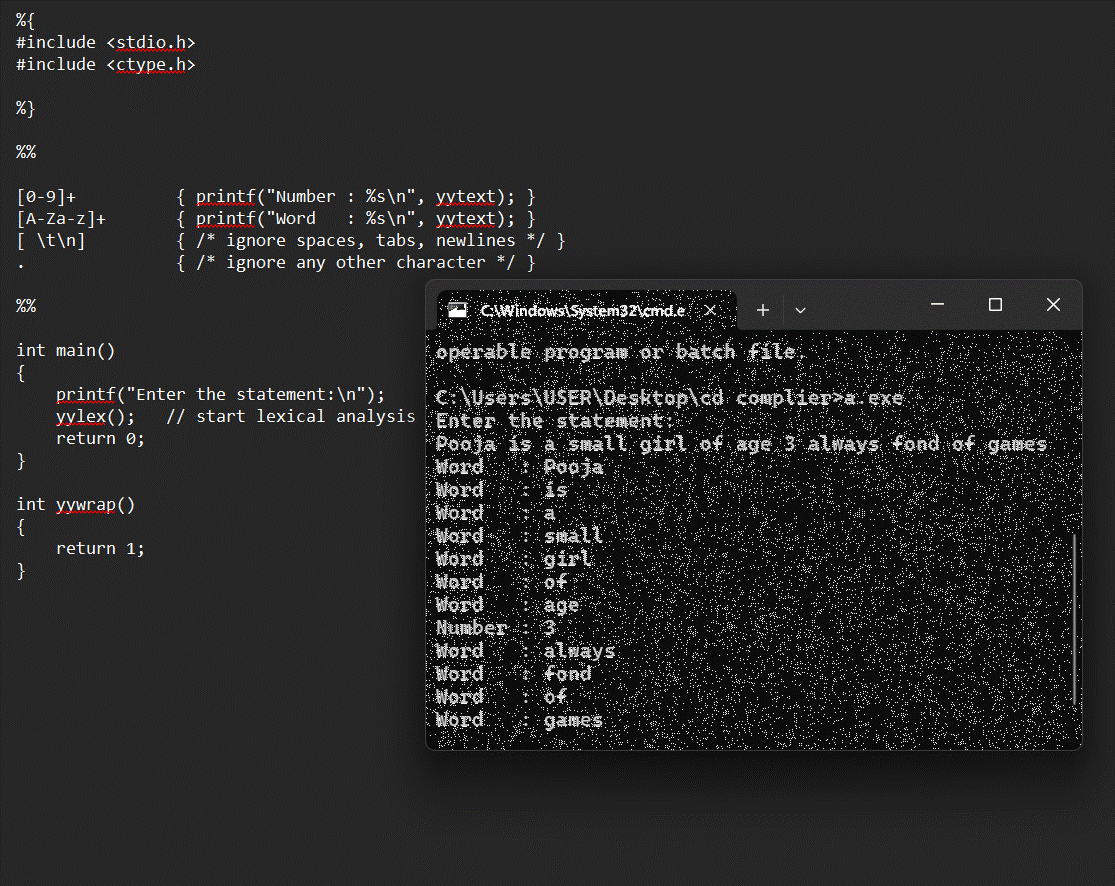 %{
#include <stdio.h>
#include <ctype.h>
%}
%%
[0-9]+          { printf("Number : %s\n", yytext); }
[A-Za-z]+       { printf("Word   : %s\n", yytext); }
[ \t\n]         { /* ignore spaces, tabs, newlines */ }
.               { /* ignore any other character */ }
%%
int main()
{
    printf("Enter the statement:\n");
    yylex();   // start lexical analysis
    return 0;
}
int yywrap()
{
    return 1;
}
C:\Windows\System32\cmd.e
operable program or batch file.
C:\Users\USER\Desktop\cd complier>a.exe
Enter the statement:
Pooja is a small girl of age 3 always fond of games
Word   : Pooja
Word   : is
Word   : a
Word   : small
Word   : girl
Word   : of
Word   : age
Number : 3
Word   : always
Word   : fond
Word   : of
Word   : games